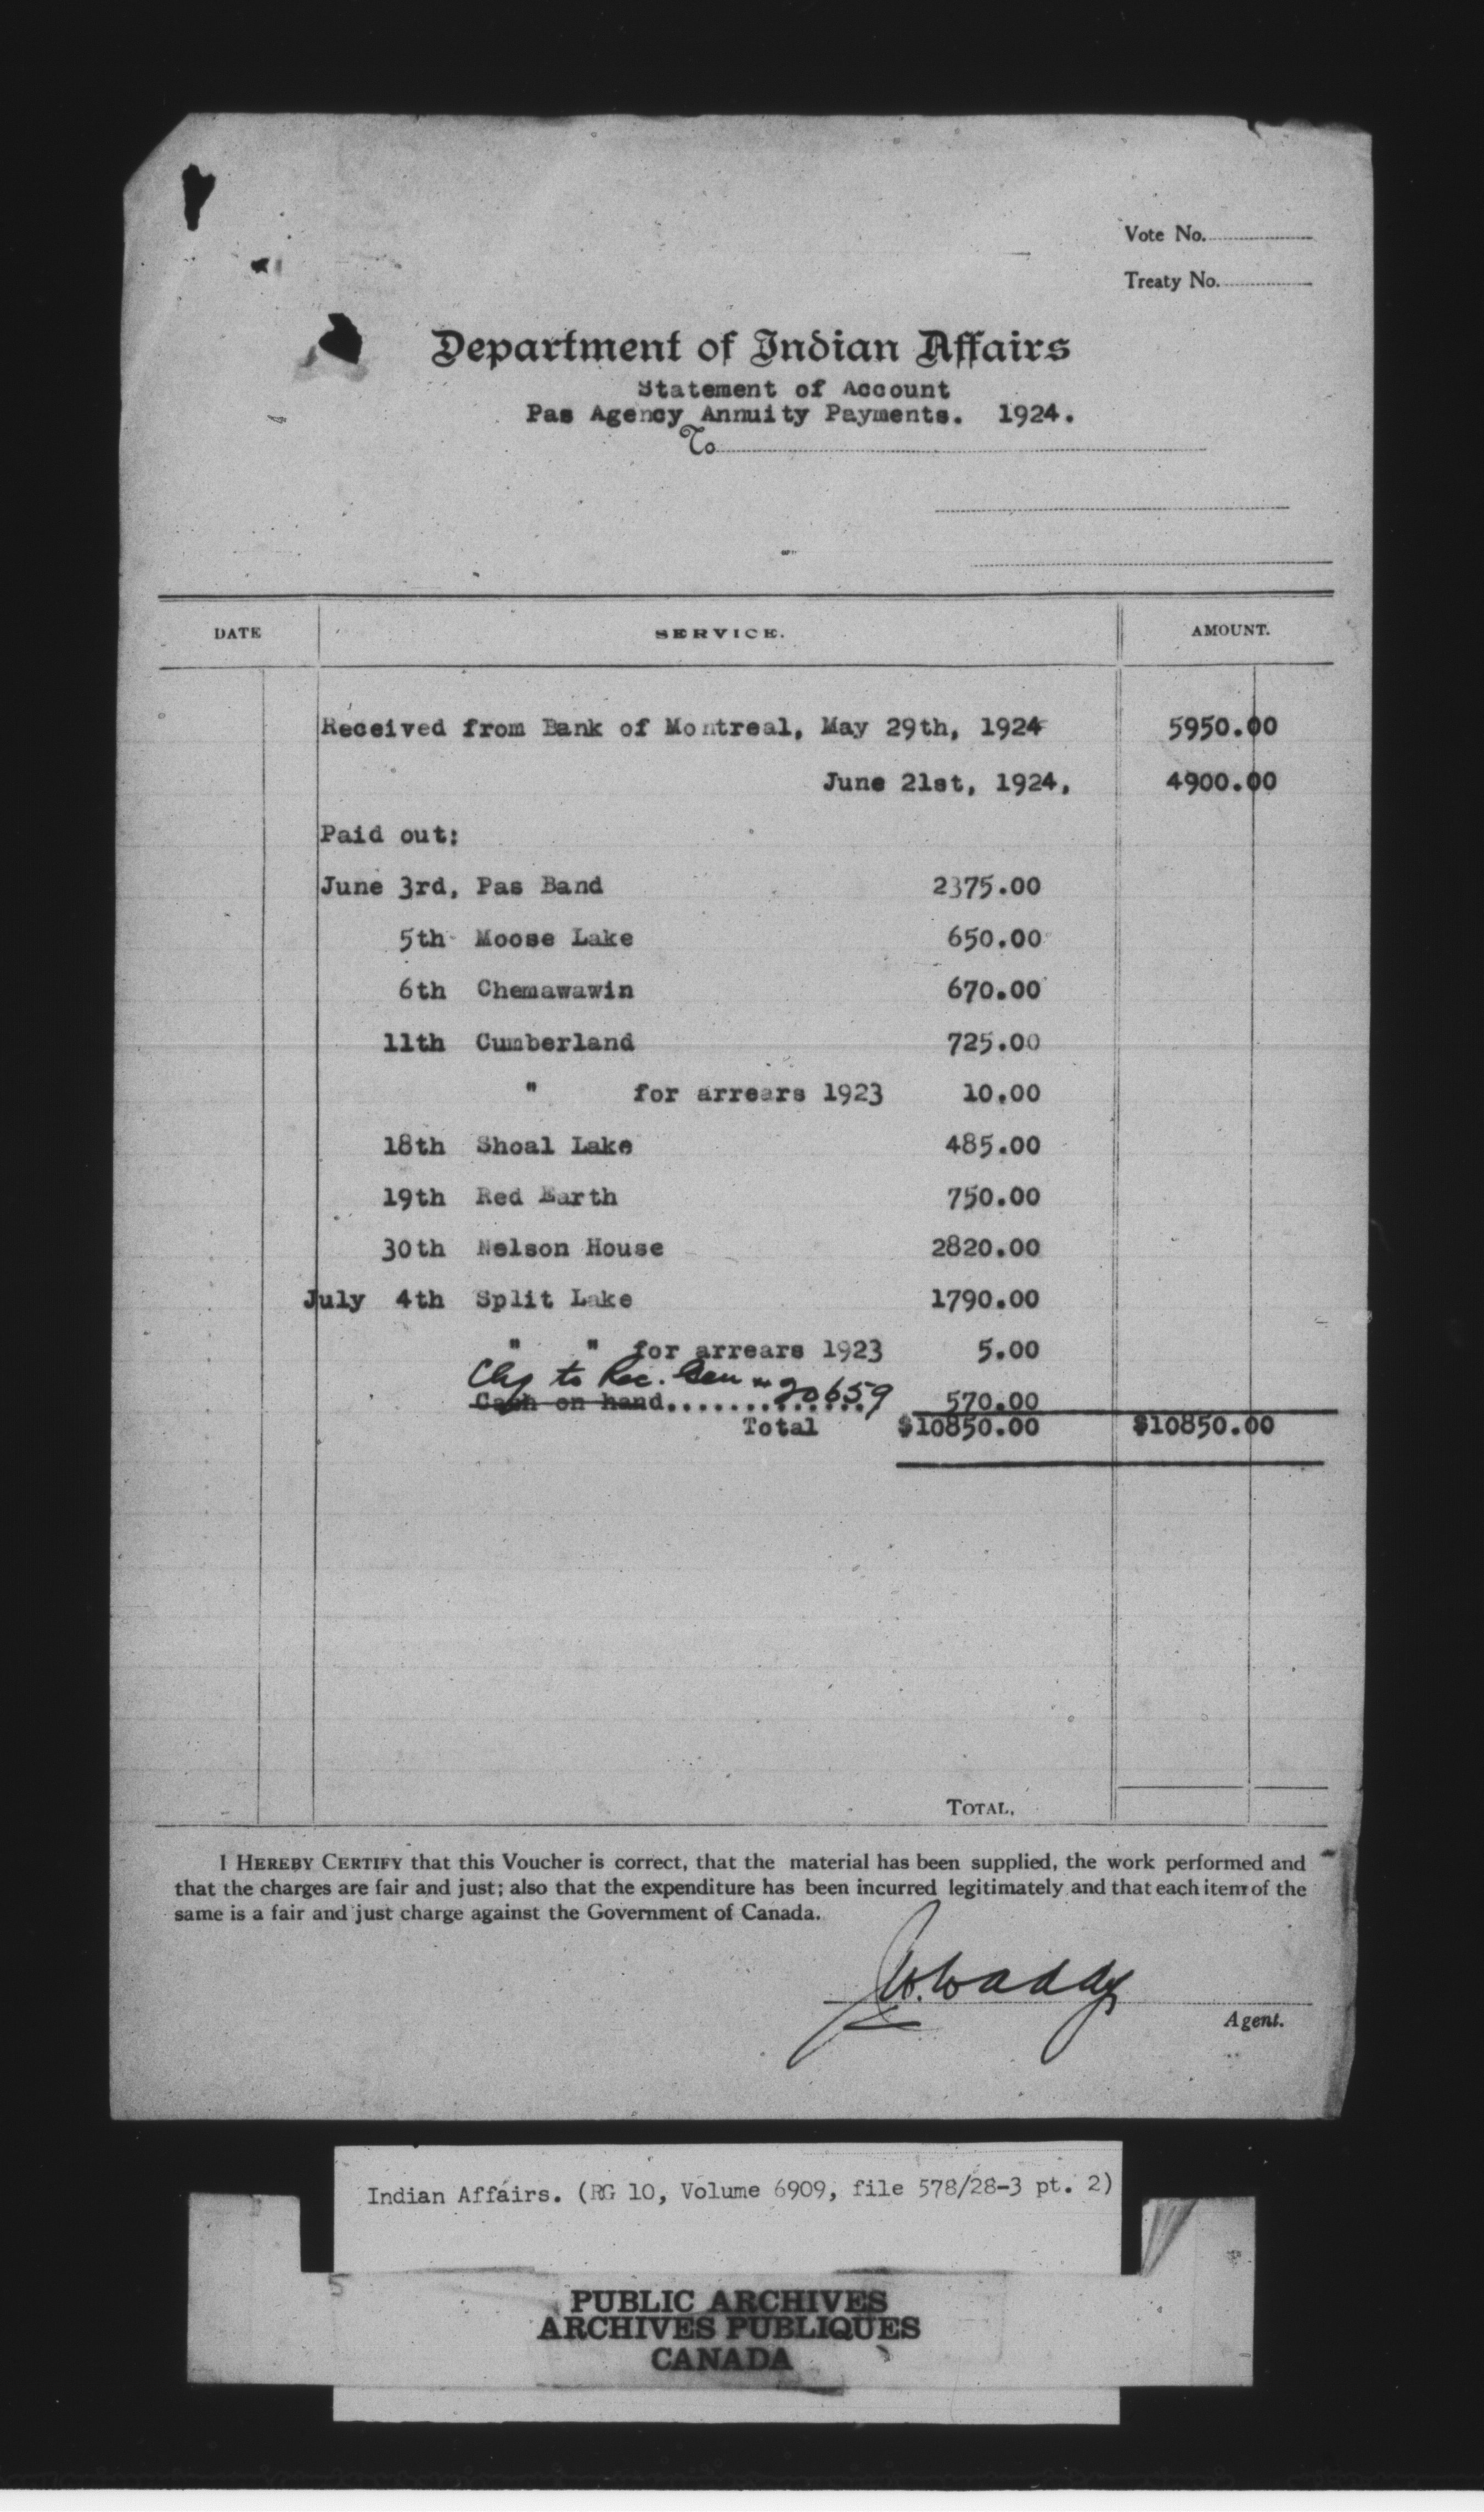 Vote No.
Treaty No.
Department of Indian Affairs
Statement of Account
Pas Agency Annuity Payments. 1924.
To
DATE SERVICE. AMOUNT.
Received from Bank of Montreal, May 29th, 1924 5950.00
June 21st, 1924, 4900.00
Paid out:
June 3rd, Pas Band 2375.00
5th Moose Lake 650.00
6th Chemawawin 670.00
11th Cumberland 725.00
" for arrears 1923 10.00
18th Shoal Lake 485.00
19th Red Earth 750.00
30th Nelson House 2820.00
July 4th Split Lake 1790.00
" " for arrears 1923 5.00
Chq to Rec. Gen # 20659
Cash on hand.............. 570.00
Total $10850.00 $10850.00
TOTAL,
I HEREBY CERTIFY that this Voucher is correct, that the material has been supplied, the work performed and
that the charges are fair and just; also that the expenditure has been incurred legitimately and that each item of the
same is a fair and just charge against the Government of Canada.
W. Waddy
Agent.
Indian Affairs. (RG 10, Volume 6909, file 578/28-3 pt. 2)
5
PUBLIC ARCHIVES
ARCHIVES PUBLIQUES
CANADA